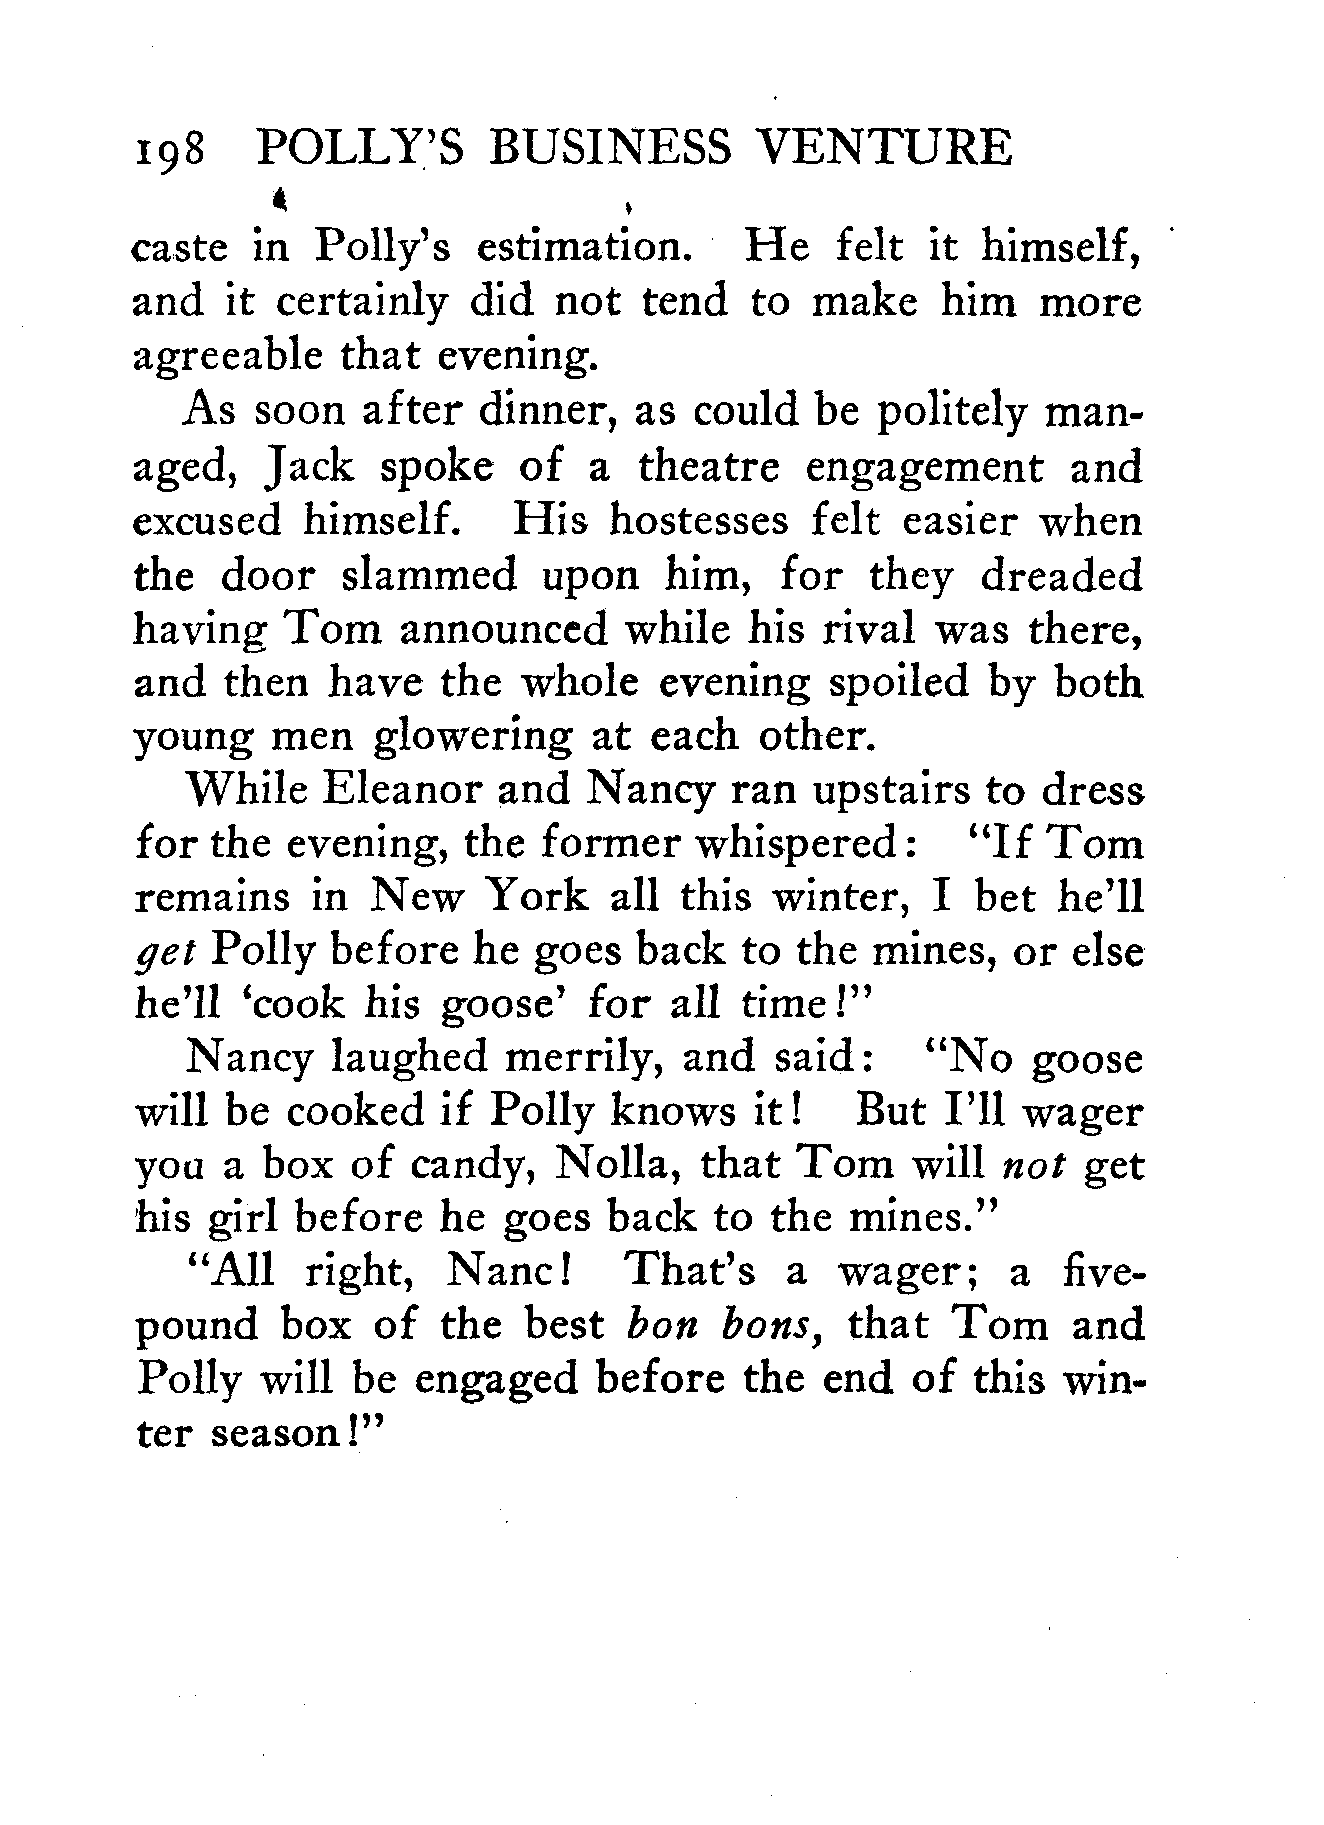 198 POLLY'S BUSINESS VENTURE
caste in Polly's estimation. He felt it himself,
and it certainly did not tend to make him more
agreeable that evening.
As soon after dinner, as could be politely man-
aged, Jack spoke of a theatre engagement and
excused himself. His hostesses felt easier when
the door slammed upon him, for they dreaded
having Tom announced while his rival was there,
and then have the whole evening spoiled by both
young men glowering at each other.
While Eleanor and Nancy ran upstairs to dress
for the evening, the former whispered: "If Tom
remains in New York all this winter, I bet he'll
get Polly before he goes back to the mines, or else
he'll 'cook his goose' for all time!"
Nancy laughed merrily, and said: "No goose
will be cooked if Polly knows it! But I'll wager
you a box of candy, Nolla, that Tom will not get
his girl before he goes back to the mines."
"All right, Nanc! That's a wager; a five-
pound box of the best bon bons, that Tom and
Polly will be engaged before the end of this win-
ter season!"